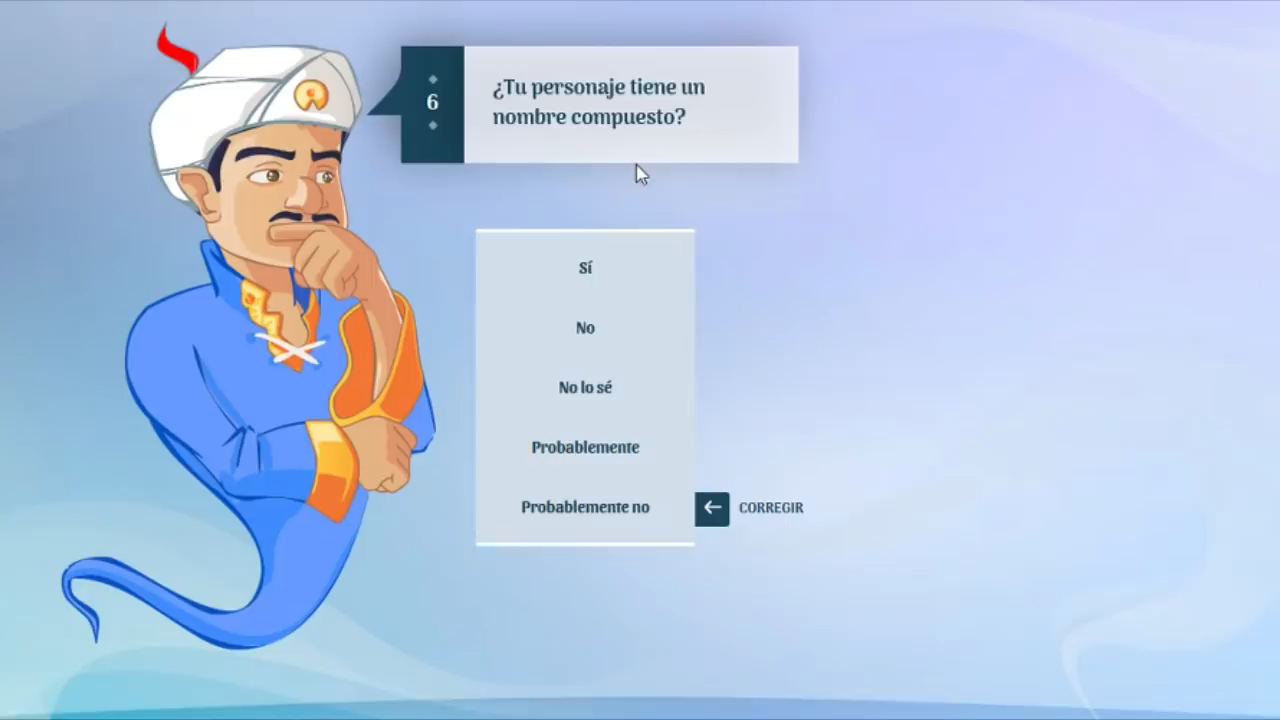 6
¿Tu personaje tiene un
nombre compuesto?
Sí
No
No lo sé
Probablemente
Probablemente no
CORREGIR